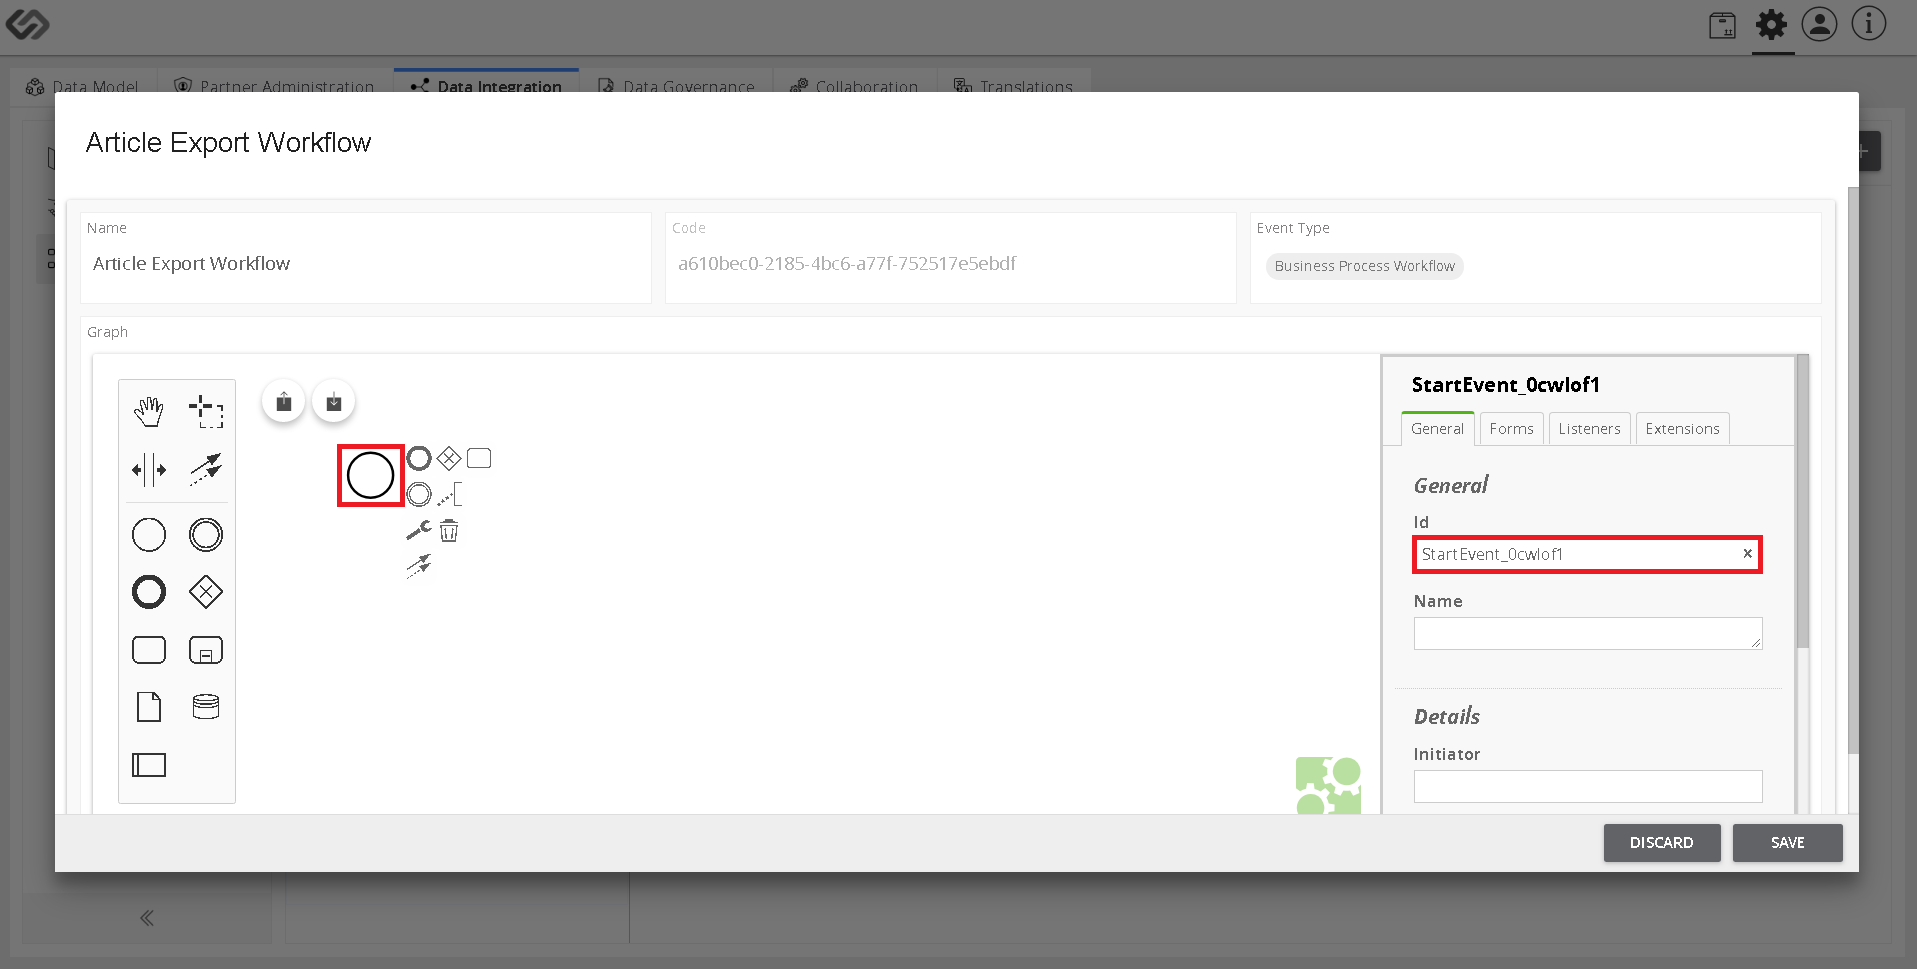 Data Model
Partner Administration
Data Integration
Data Governance
Collaboration
Translations
Article Export Workflow
Name
Article Export Workflow
Code
a610bec0-2185-4bc6-a77f-752517e5ebdf
Event Type
Business Process Workflow
Graph
StartEvent_0cwlof1
General
Forms
Listeners
Extensions
General
Id
StartEvent_0cwlof1
Name
Details
Initiator
DISCARD
SAVE